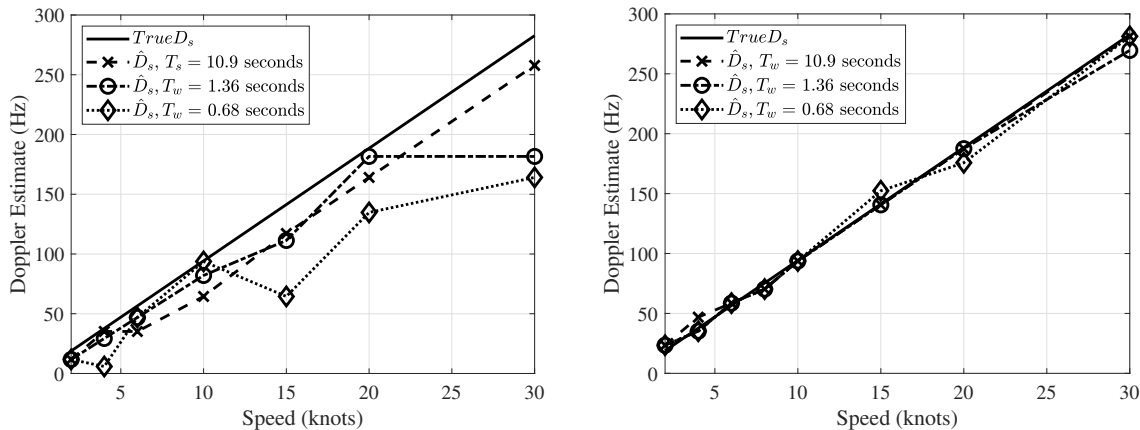 300
250
200
150
100
50
0
Doppler Estimate (Hz)
TrueD_s
D̂_s, T_s = 10.9 seconds
D̂_s, T_w = 1.36 seconds
D̂_s, T_w = 0.68 seconds
5 10 15 20 25 30
Speed (knots)
300
250
200
150
100
50
0
Doppler Estimate (Hz)
TrueD_s
D̂_s, T_w = 10.9 seconds
D̂_s, T_w = 1.36 seconds
D̂_s, T_w = 0.68 seconds
5 10 15 20 25 30
Speed (knots)